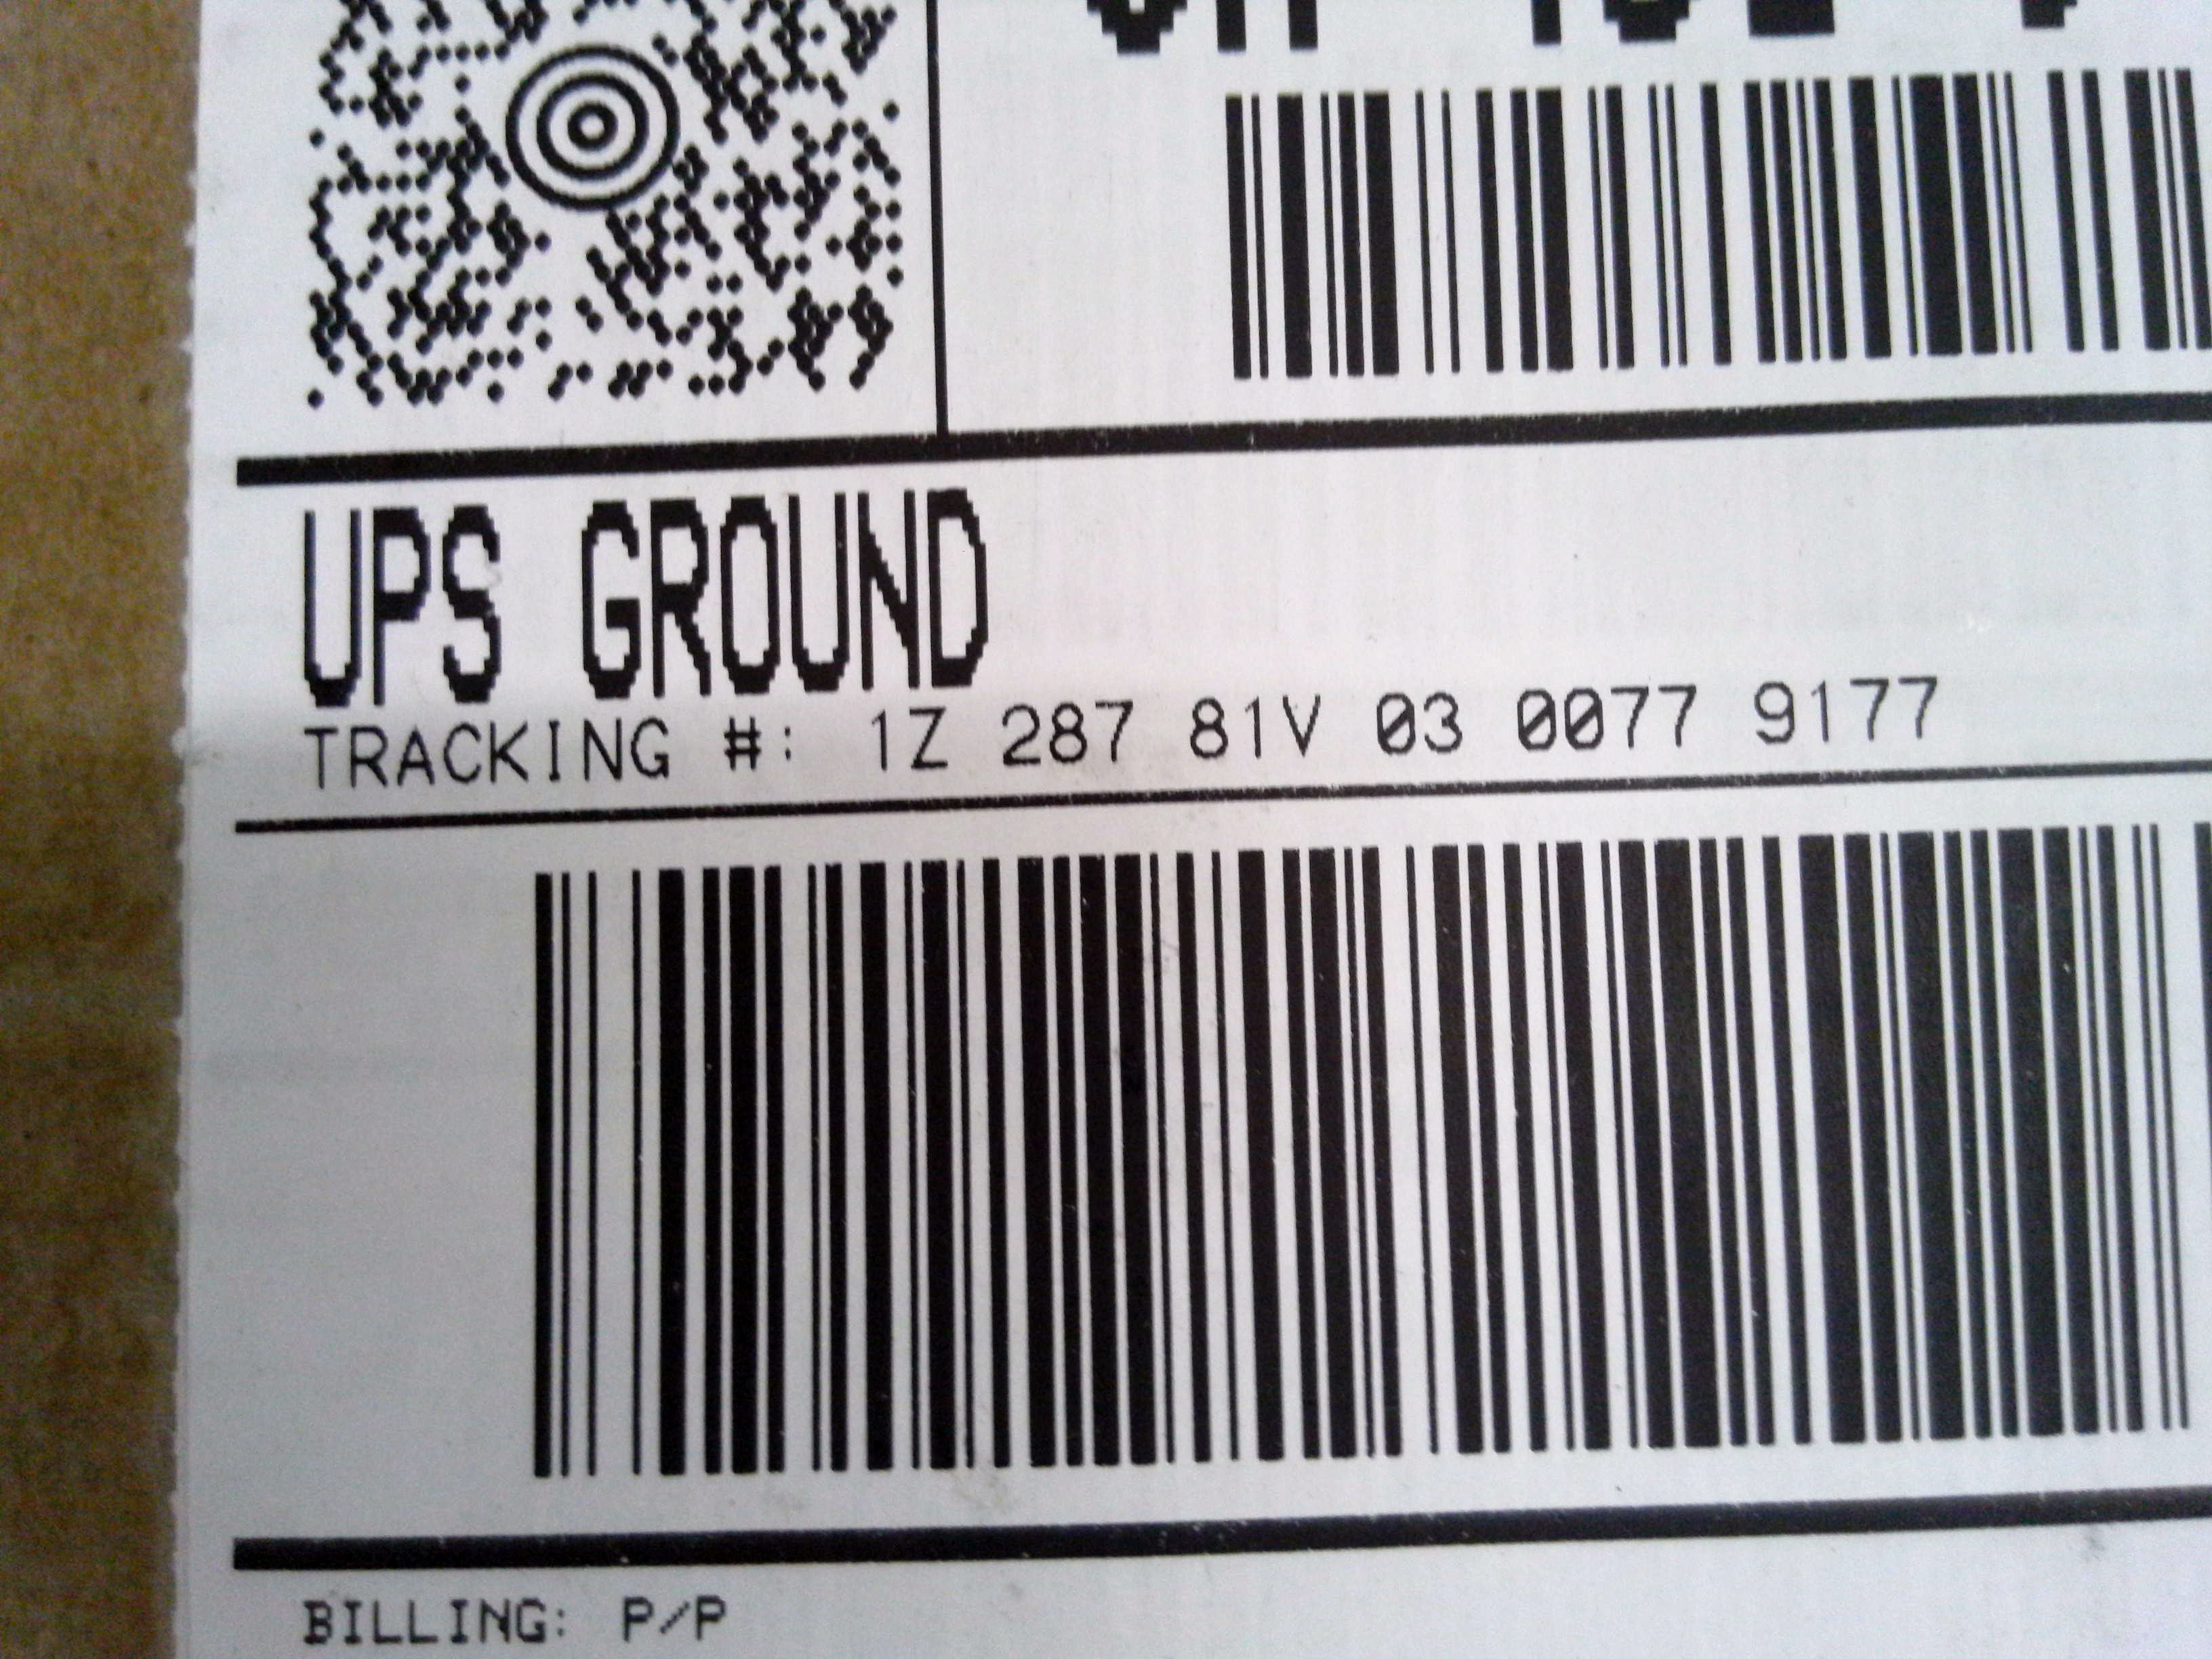 UPS GROUND
TRACKING #: 1Z 287 81V 03 0077 9177
BILLING: P/P